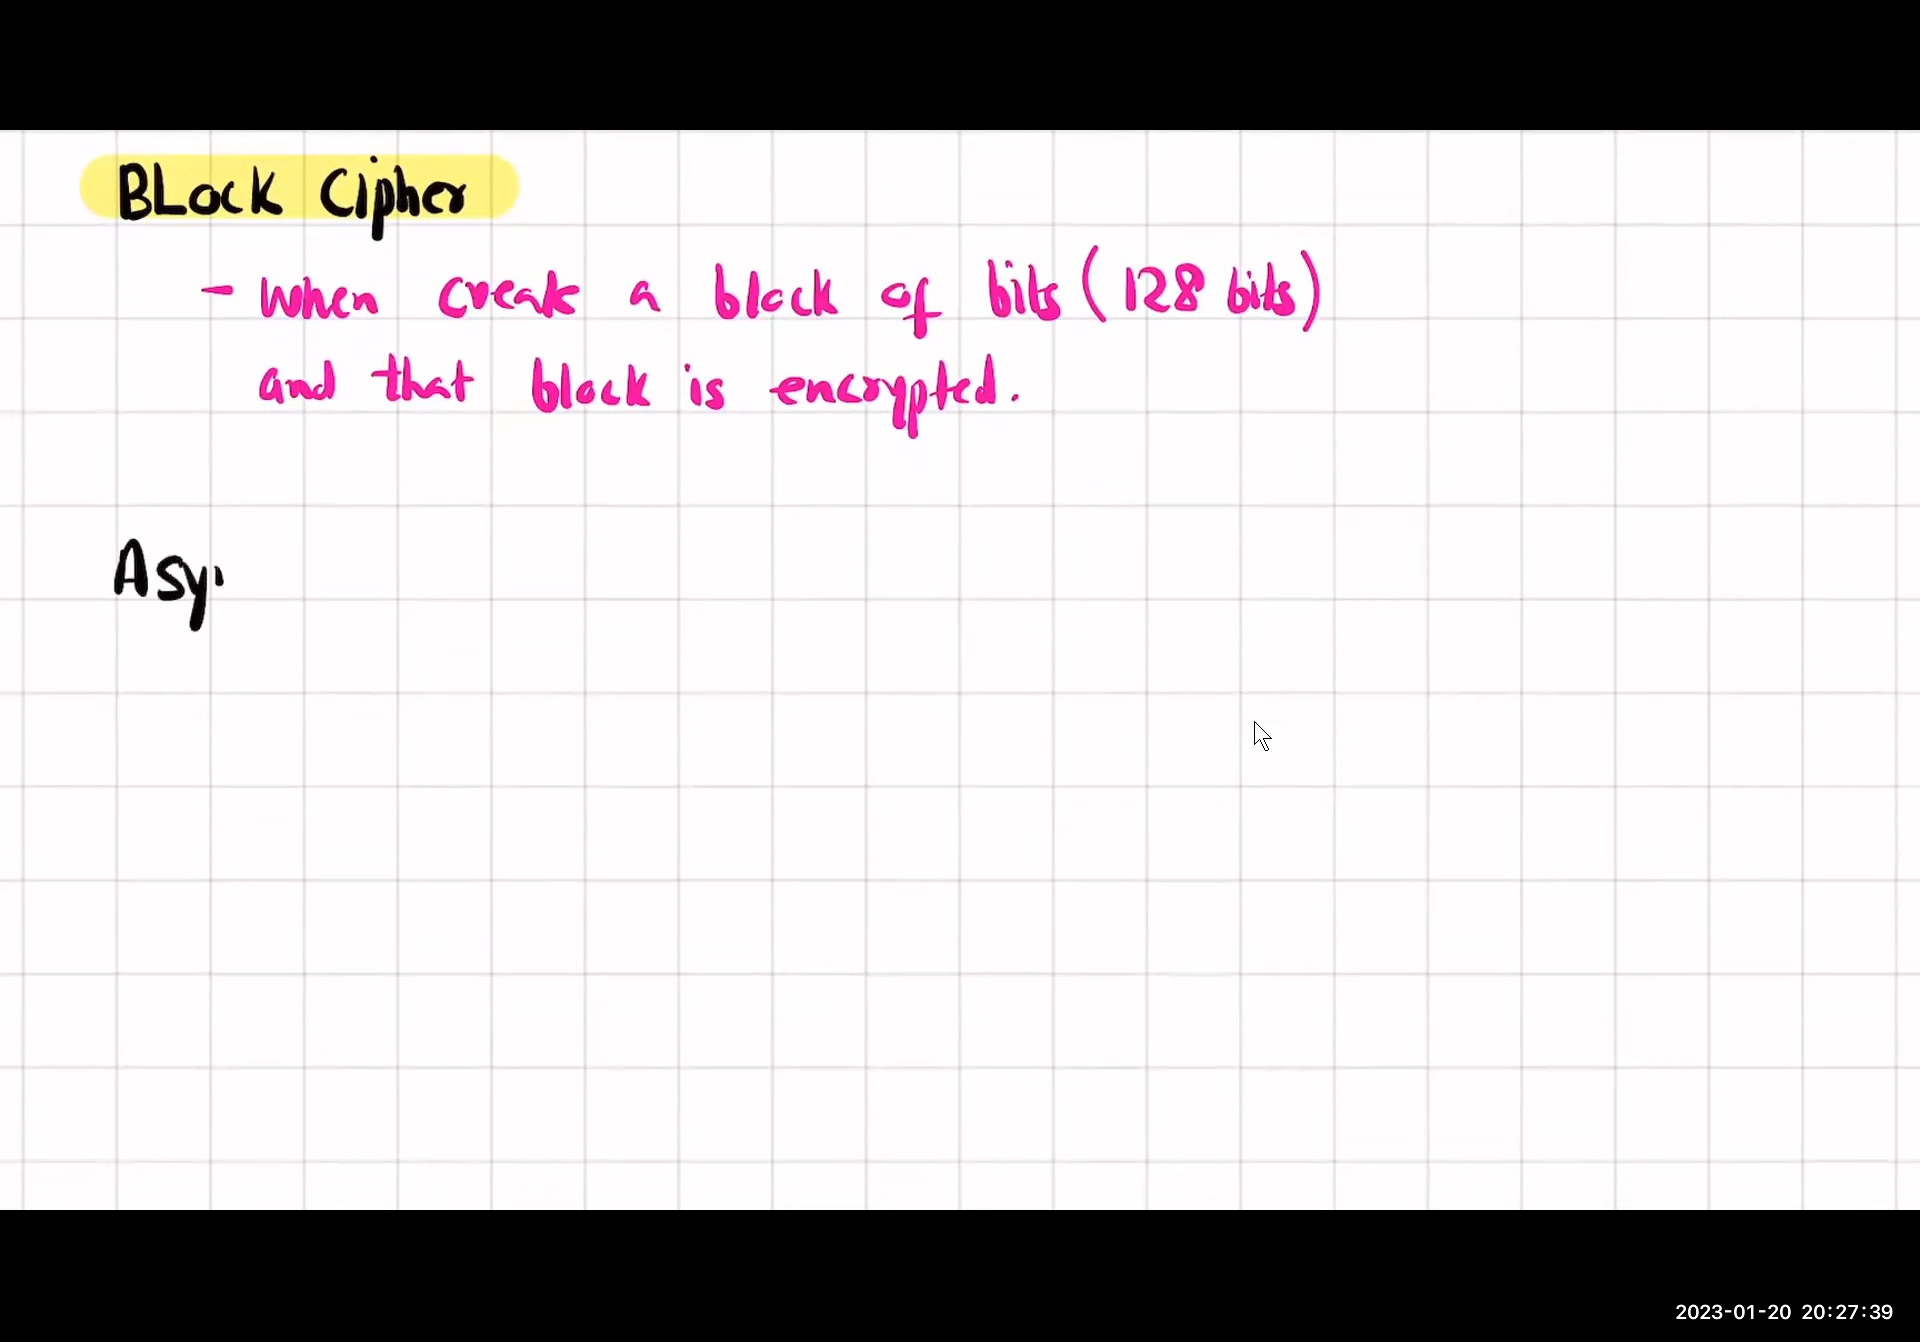 BLock Cipher
- When create a block of bits (128 bits)
and that block is encrypted.
Asy
2023-01-20 20:27:39